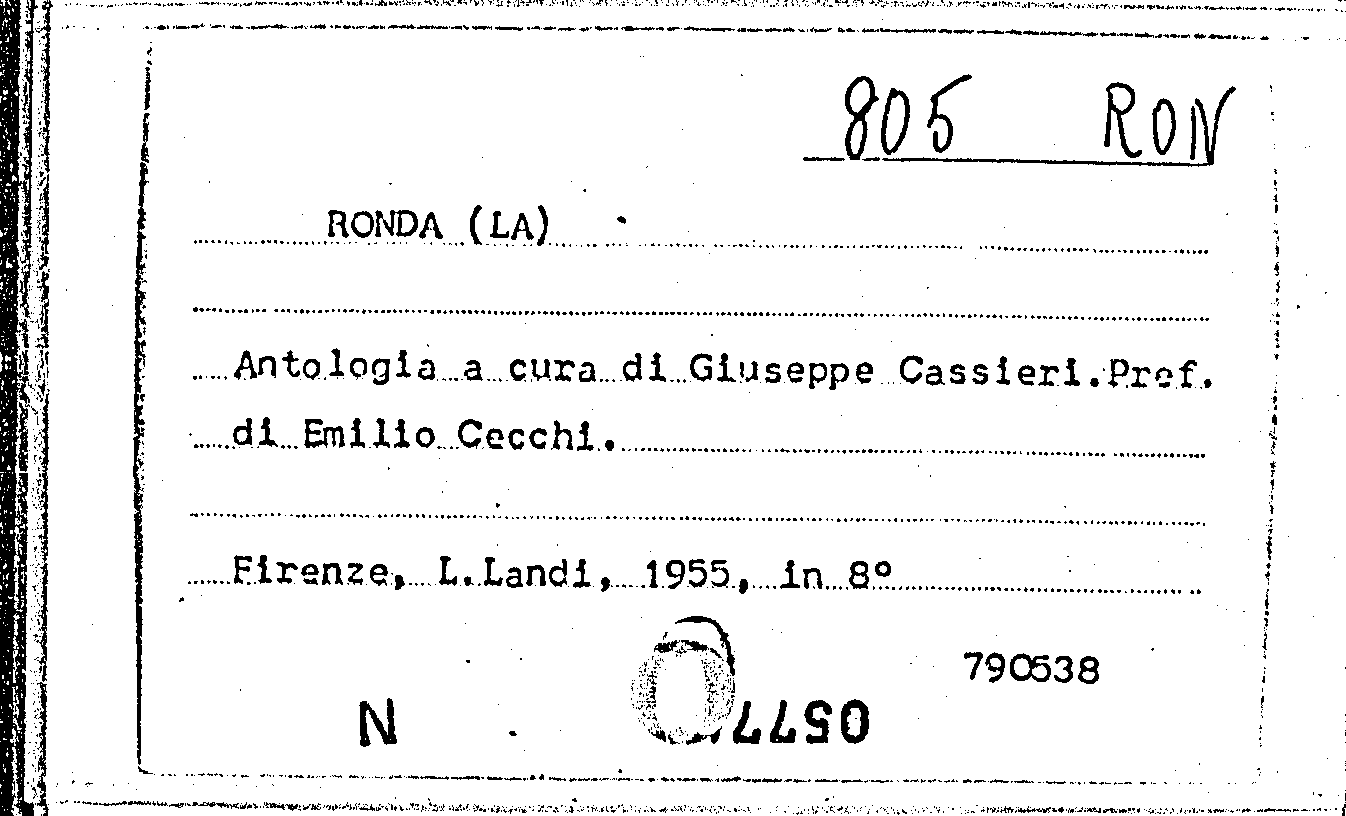 805 RON
RONDA (LA)
Antologia a cura di Giuseppe Cassieri.Pref.
di Emilio Cecchi.
Firenze, L.Landi, 1955, in 8°
790538
N